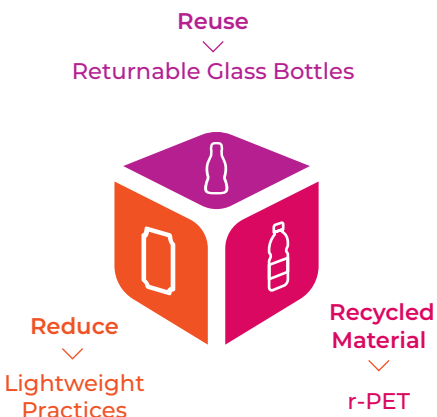 Reuse
Returnable Glass Bottles
Reduce
Lightweight
Practices
Recycled
Material
r-PET